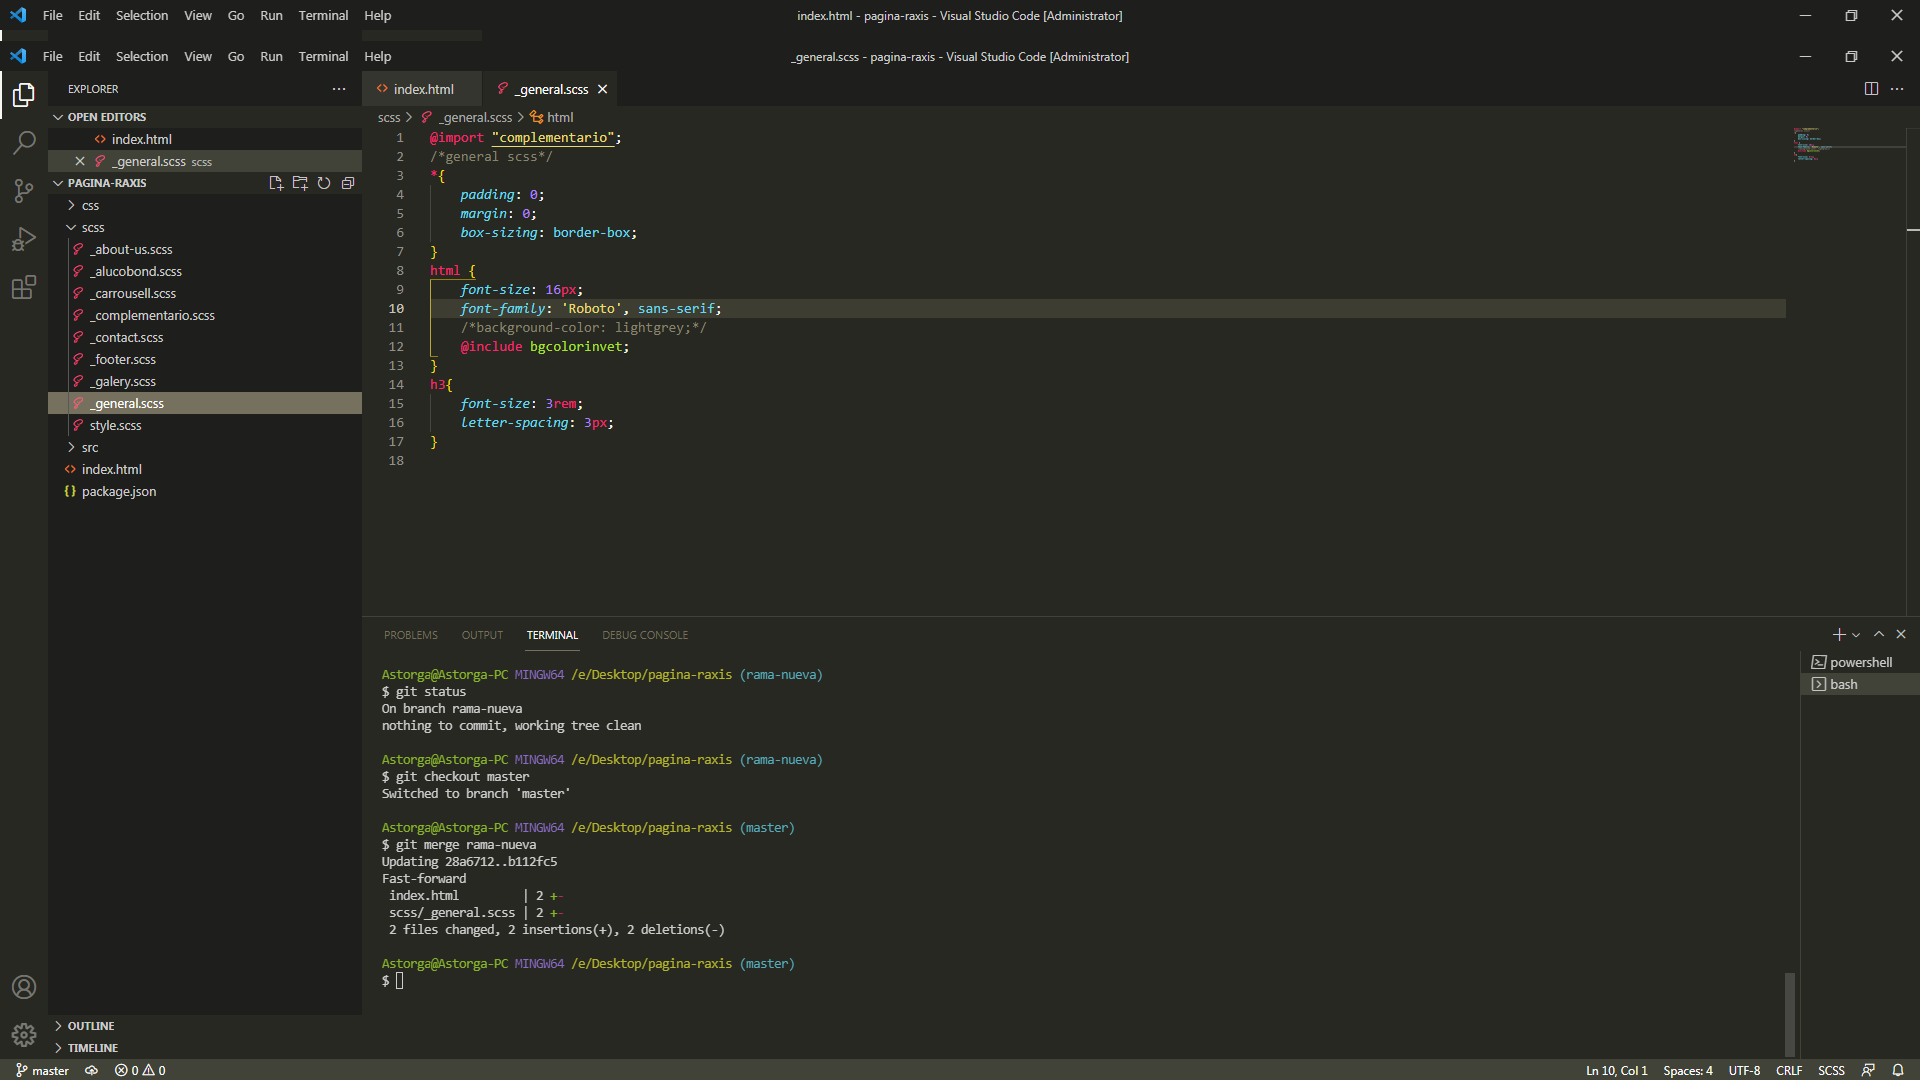 File Edit Selection View Go Run Terminal Help index.html - pagina-raxis - Visual Studio Code [Administrator]
File Edit Selection View Go Run Terminal Help _general.scss - pagina-raxis - Visual Studio Code [Administrator]
EXPLORER
OPEN EDITORS
index.html
_general.scss scss
PAGINA-RAXIS
css
scss
_about-us.scss
_alucobond.scss
_carrousell.scss
_complementario.scss
_contact.scss
_footer.scss
_galery.scss
_general.scss
style.scss
src
index.html
package.json
OUTLINE
TIMELINE
index.html _general.scss
scss > _general.scss > html
1 @import "complementario";
2 /*general scss*/
3 *{
4 padding: 0;
5 margin: 0;
6 box-sizing: border-box;
7 }
8 html {
9 font-size: 16px;
10 font-family: 'Roboto', sans-serif;
11 /*background-color: lightgrey;*/
12 @include bgcolorinvet;
13 }
14 h3{
15 font-size: 3rem;
16 letter-spacing: 3px;
17 }
18
PROBLEMS OUTPUT TERMINAL DEBUG CONSOLE
powershell
bash
Astorga@Astorga-PC MINGW64 /e/Desktop/pagina-raxis (rama-nueva)
$ git status
On branch rama-nueva
nothing to commit, working tree clean
Astorga@Astorga-PC MINGW64 /e/Desktop/pagina-raxis (rama-nueva)
$ git checkout master
Switched to branch 'master'
Astorga@Astorga-PC MINGW64 /e/Desktop/pagina-raxis (master)
$ git merge rama-nueva
Updating 28a6712..b112fc5
Fast-forward
index.html | 2 +-
scss/_general.scss | 2 +-
2 files changed, 2 insertions(+), 2 deletions(-)
Astorga@Astorga-PC MINGW64 /e/Desktop/pagina-raxis (master)
$
master 0 0 Ln 10, Col 1 Spaces: 4 UTF-8 CRLF SCSS